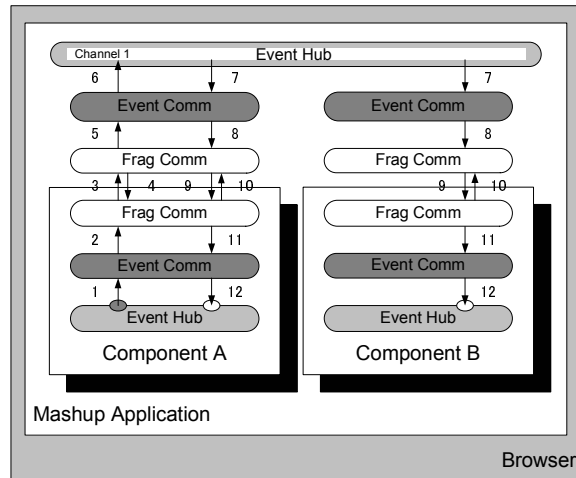 Channel 1 Event Hub
6 7 7
Event Comm Event Comm
5 8 8
Frag Comm Frag Comm
3 4 9 10 9 10
Frag Comm Frag Comm
2 11 11
Event Comm Event Comm
1 12 12
Event Hub Event Hub
Component A Component B
Mashup Application
Browser